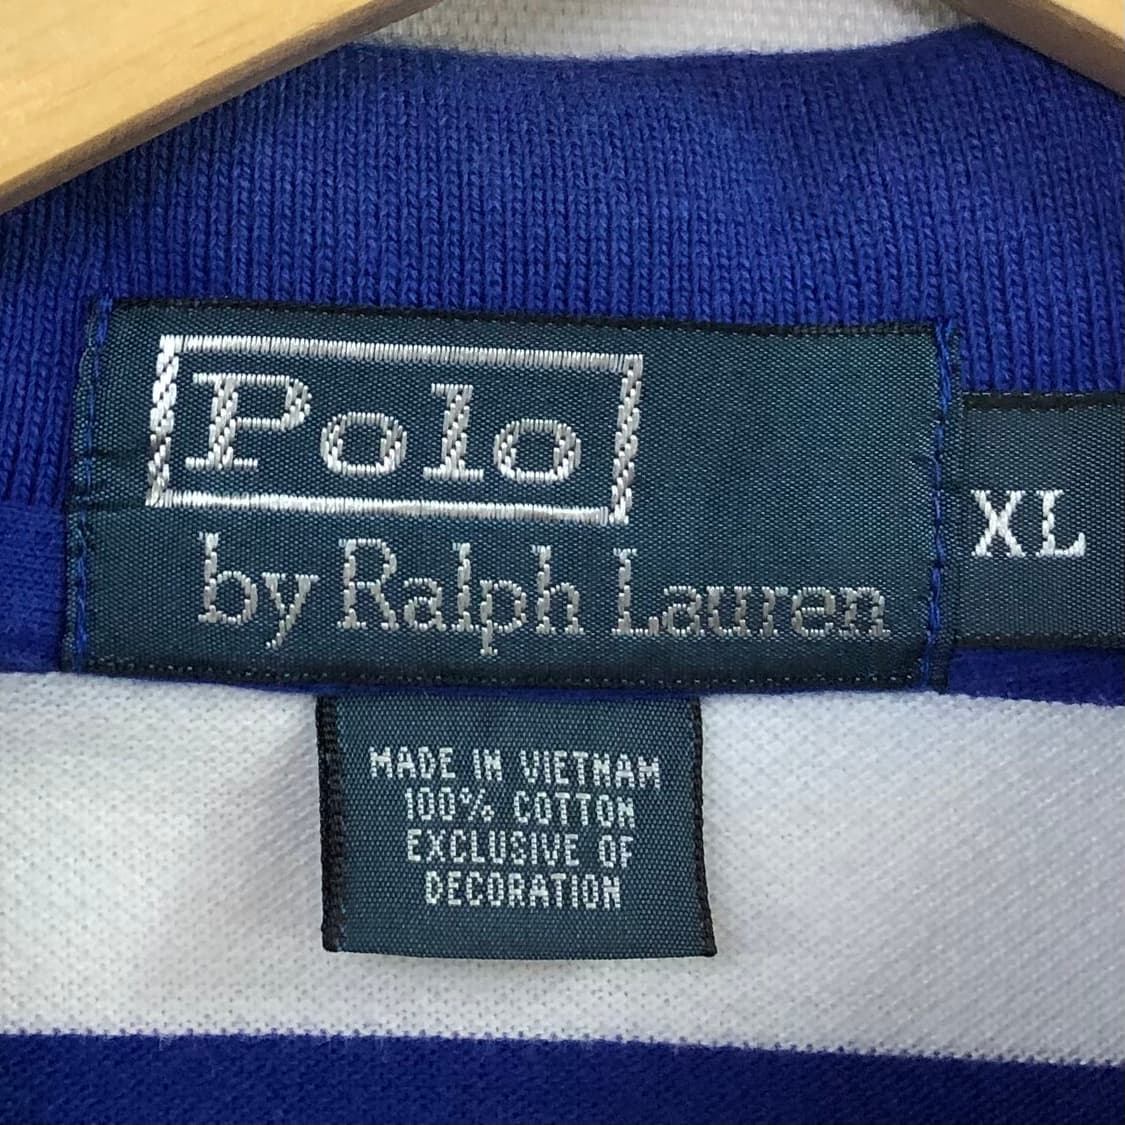 Polo
by Ralph Lauren
XL
MADE IN VIETNAM
100% COTTON
EXCLUSIVE OF
DECORATION